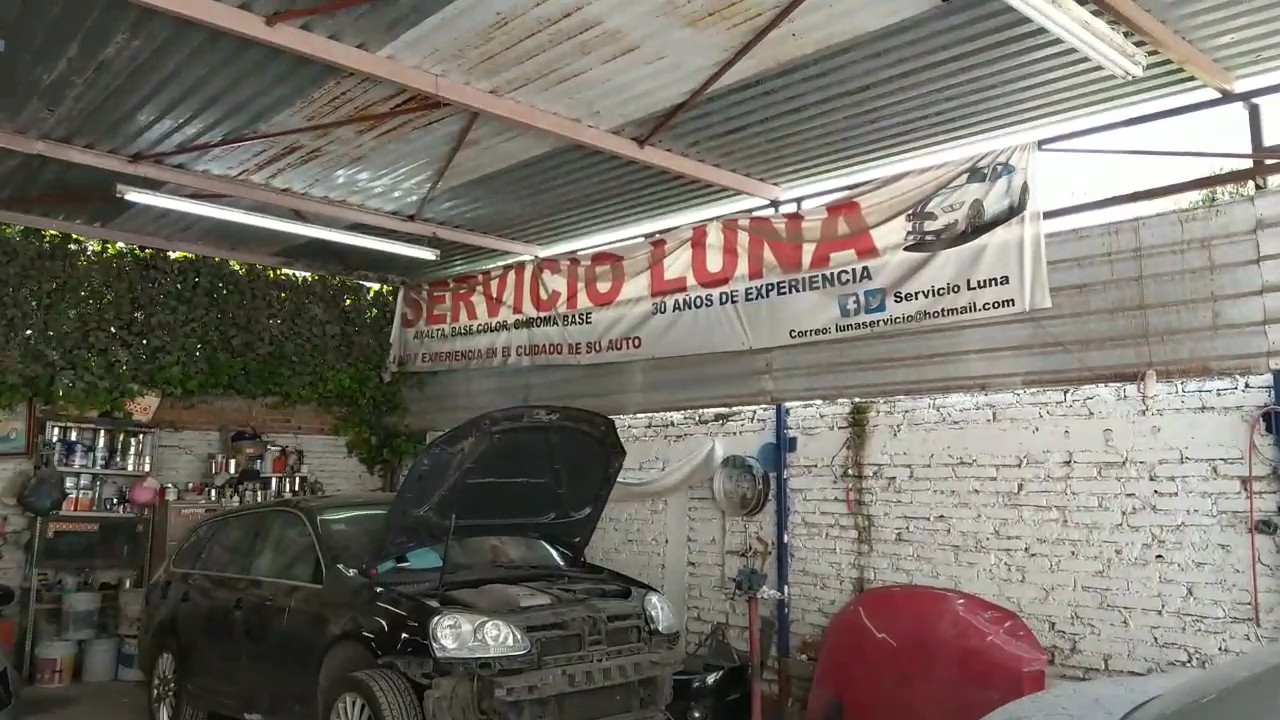 SERVICIO LUNA
30 AÑOS DE EXPERIENCIA
AXALTA, BASE COLOR, CHROMA BASE
Y EXPERIENCIA EN EL CUIDADO DE SU AUTO
Servicio Luna
Correo: lunaservicio@hotmail.com